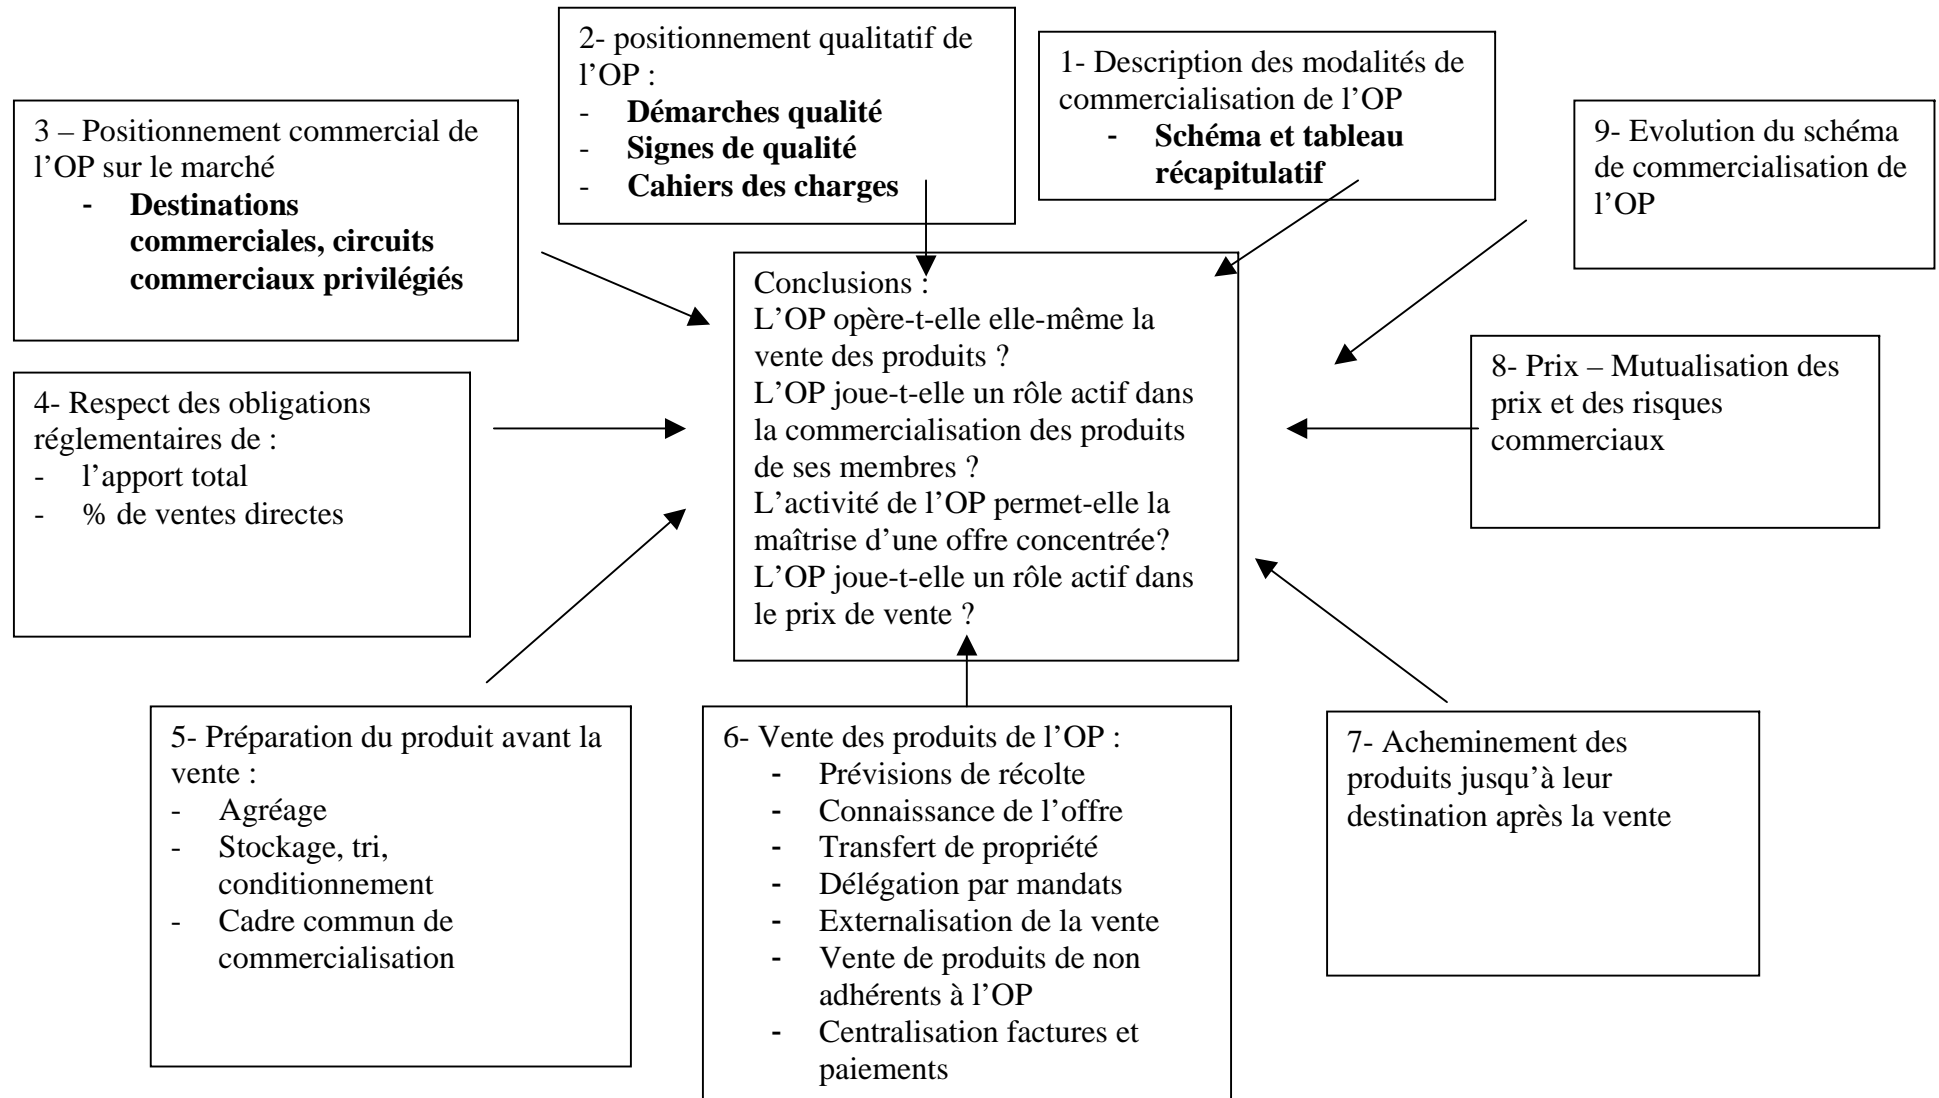 2- positionnement qualitatif de
l’OP :
- Démarches qualité
- Signes de qualité
- Cahiers des charges
1- Description des modalités de
commercialisation de l’OP
- Schéma et tableau
récapitulatif
3 – Positionnement commercial de
l’OP sur le marché
- Destinations
commerciales, circuits
commerciaux privilégiés
9- Evolution du schéma
de commercialisation de
l’OP
Conclusions :
L’OP opère-t-elle elle-même la
vente des produits ?
L’OP joue-t-elle un rôle actif dans
la commercialisation des produits
de ses membres ?
L’activité de l’OP permet-elle la
maîtrise d’une offre concentrée?
L’OP joue-t-elle un rôle actif dans
le prix de vente ?
4- Respect des obligations
réglementaires de :
- l’apport total
- % de ventes directes
8- Prix – Mutualisation des
prix et des risques
commerciaux
5- Préparation du produit avant la
vente :
- Agréage
- Stockage, tri,
conditionnement
- Cadre commun de
commercialisation
6- Vente des produits de l’OP :
- Prévisions de récolte
- Connaissance de l’offre
- Transfert de propriété
- Délégation par mandats
- Externalisation de la vente
- Vente de produits de non
adhérents à l’OP
- Centralisation factures et
paiements
7- Acheminement des
produits jusqu’à leur
destination après la vente